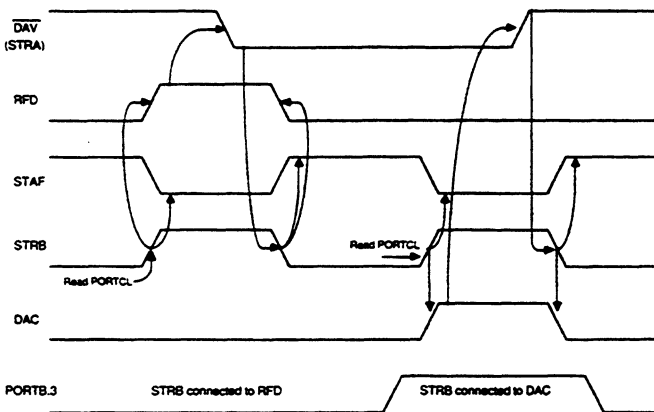 DAV
(STRA)
RFD
STAF
STRB
Read PORTCL
Read PORTCL
DAC
PORTB.3 STRB connected to RFD STRB connected to DAC